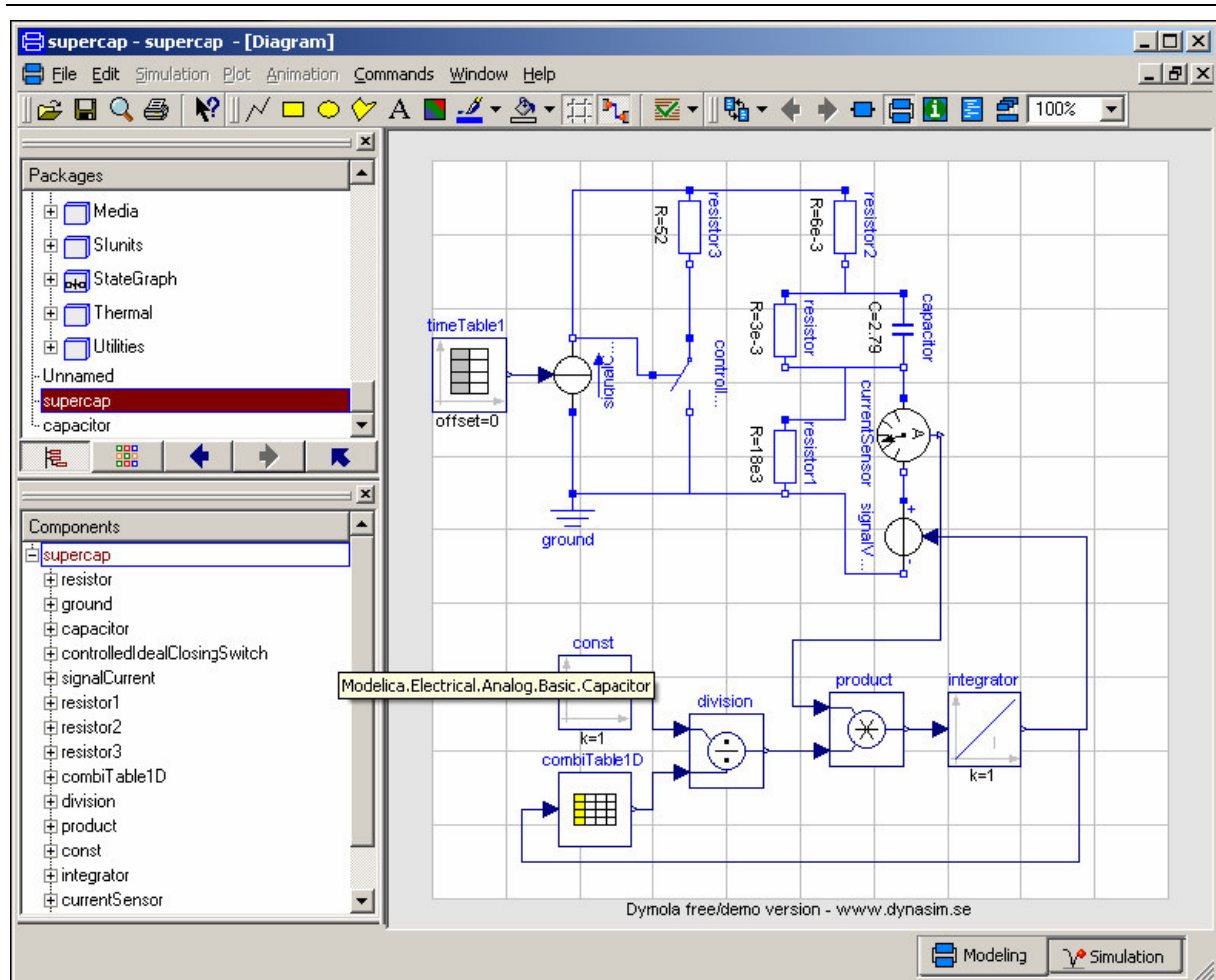 supercap - supercap - [Diagram]
File Edit Simulation Plot Animation Commands Window Help
A
100%
Packages
Media
SIunits
StateGraph
Thermal
Utilities
Unnamed
supercap
capacitor
Components
supercap
resistor
ground
capacitor
controlledIdealClosingSwitch
signalCurrent
resistor1
resistor2
resistor3
combiTable1D
division
product
const
integrator
currentSensor
timeTable1
offset=0
signalC...
ground
R=52
resistor3
controll...
R=6e-3
resistor2
R=3e-3
resistor
C=2.79
capacitor
R=18e3
resistor1
currentSensor
A
signalV...
+
-
const
k=1
Modelica.Electrical.Analog.Basic.Capacitor
combiTable1D
division
product
integrator
I
k=1
Dymola free/demo version - www.dynasim.se
Modeling
Simulation